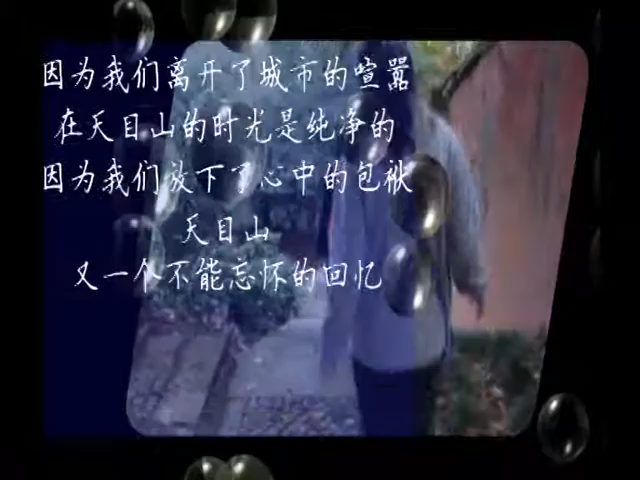 因为我们离开了城市的喧嚣
在天目山的时光是纯净的
因为我们放下了心中的包袱
天目山
又一个不能忘怀的回忆